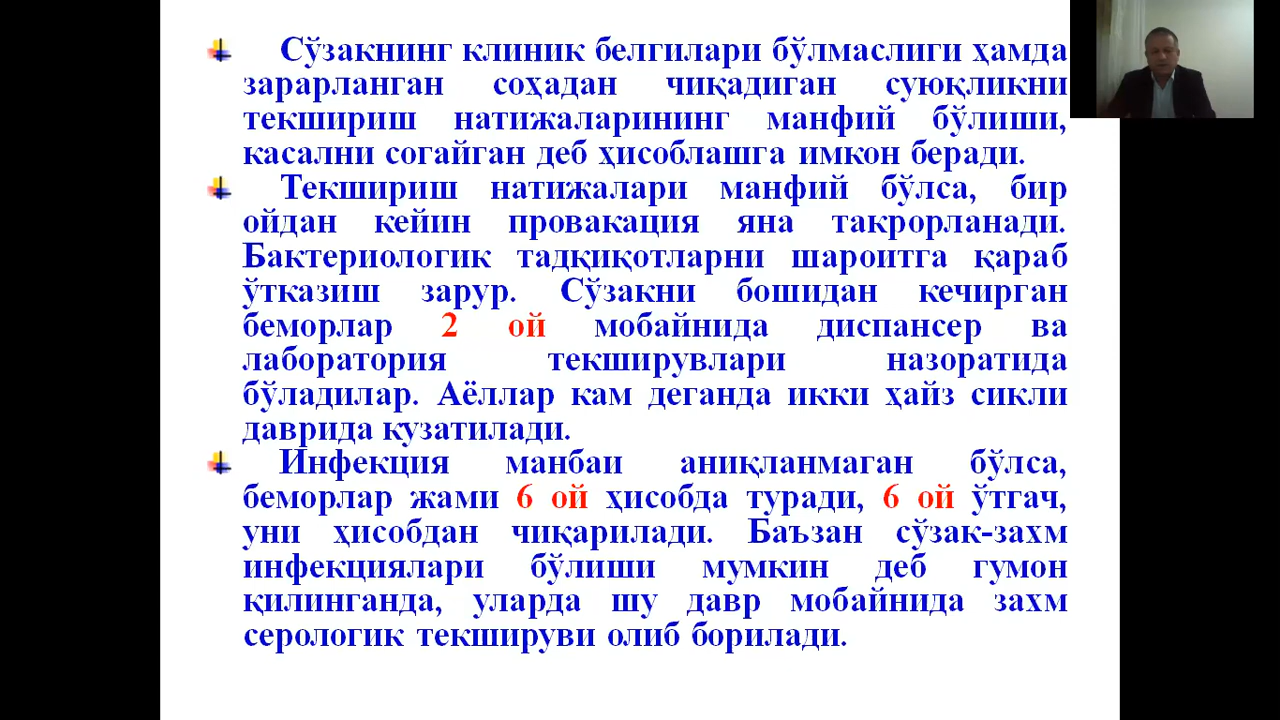 Сўзакнинг клиник белгилари бўлмаслиги ҳамда
зарарланган соҳадан чиқадиган суюқликни
текшириш натижаларининг манфий бўлиши,
касални согайган деб ҳисоблашга имкон беради.
Текшириш натижалари манфий бўлса, бир
ойдан кейин провакация яна такрорланади.
Бактериологик тадқиқотларни шароитга қараб
ўтказиш зарур. Сўзакни бошидан кечирган
беморлар 2 ой мобайнида диспансер ва
лаборатория текширувлари назоратида
бўладилар. Аёллар кам деганда икки ҳайз сикли
даврида кузатилади.
Инфекция манбаи аниқланмаган бўлса,
беморлар жами 6 ой ҳисобда туради, 6 ой ўтгач,
уни ҳисобдан чиқарилади. Баъзан сўзак-захм
инфекциялари бўлиши мумкин деб гумон
қилинганда, уларда шу давр мобайнида захм
серологик текшируви олиб борилади.